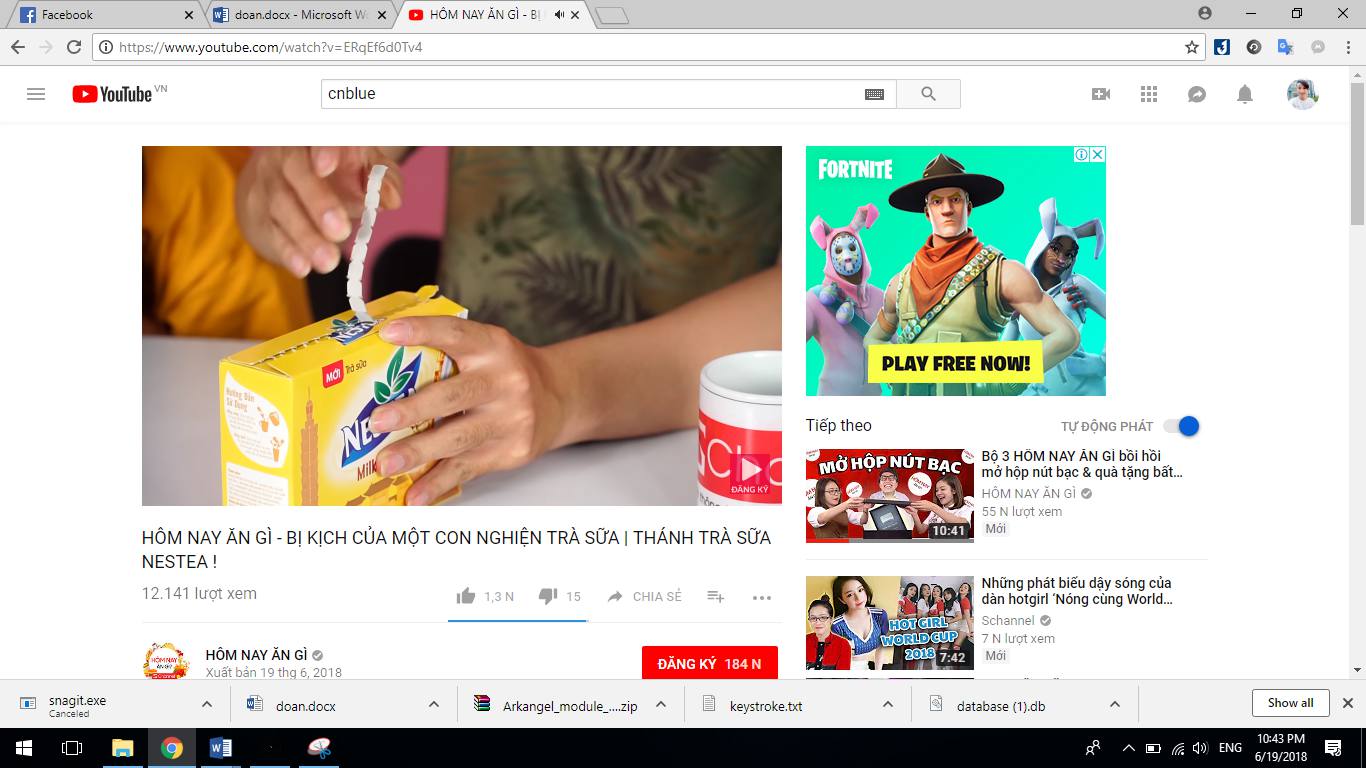 Facebook
doan.docx - Microsoft Wo
HÔM NAY ĂN GÌ - BỊ
https://www.youtube.com/watch?v=ERqEf6d0Tv4
YouTube VN
cnblue
MỚI Trà sữa
Hướng Dẫn
Sử Dụng
Milk
ĐĂNG KÝ
FORTNITE
PLAY FREE NOW!
HÔM NAY ĂN GÌ - BỊ KỊCH CỦA MỘT CON NGHIỆN TRÀ SỮA | THÁNH TRÀ SỮA
NESTEA !
12.141 lượt xem
1,3 N
15
CHIA SẺ
HÔM NAY ĂN GÌ
Xuất bản 19 thg 6, 2018
ĐĂNG KÝ 184 N
Tiếp theo
TỰ ĐỘNG PHÁT
MỞ HỘP NÚT BẠC
10:41
Bộ 3 HÔM NAY ĂN GÌ bồi hồi
mở hộp nút bạc & quà tặng bất...
HÔM NAY ĂN GÌ
55 N lượt xem
Mới
HOT GIRL
WORLD CUP
2018
7:42
Những phát biểu dậy sóng của
dàn hotgirl ‘Nóng cùng World...
Schannel
7 N lượt xem
Mới
snagit.exe
Canceled
doan.docx
Arkangel_module_....zip
keystroke.txt
database (1).db
Show all
ENG
10:43 PM
6/19/2018